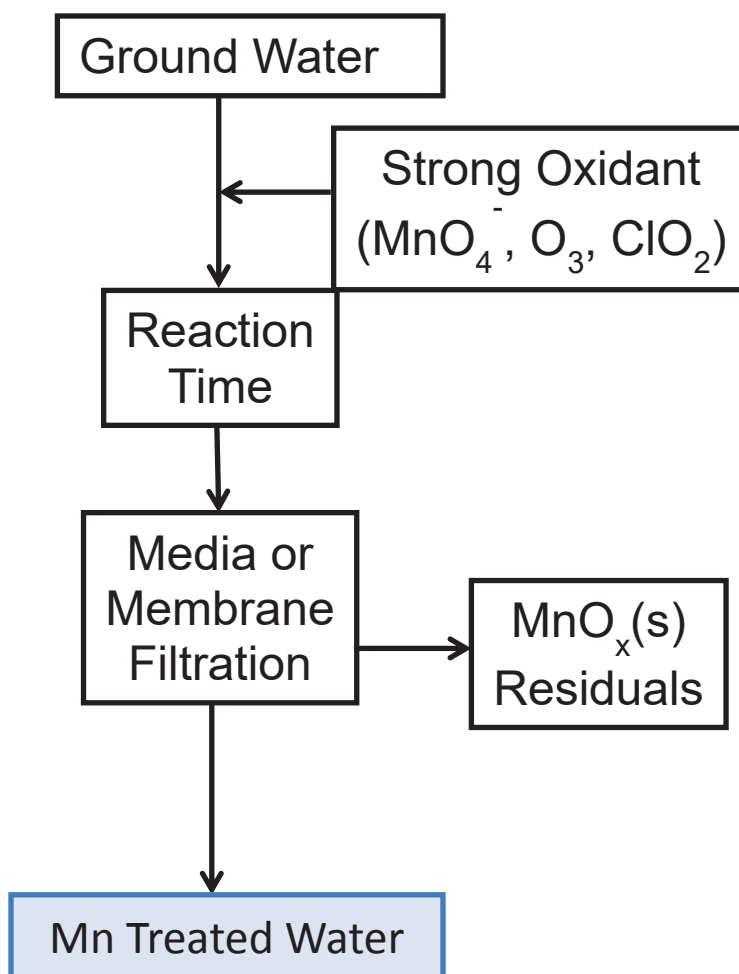 Ground Water
Strong Oxidant
(MnO₄⁻, O₃, ClO₂)
Reaction
Time
Media or
Membrane
Filtration
MnOₓ(s)
Residuals
Mn Treated Water